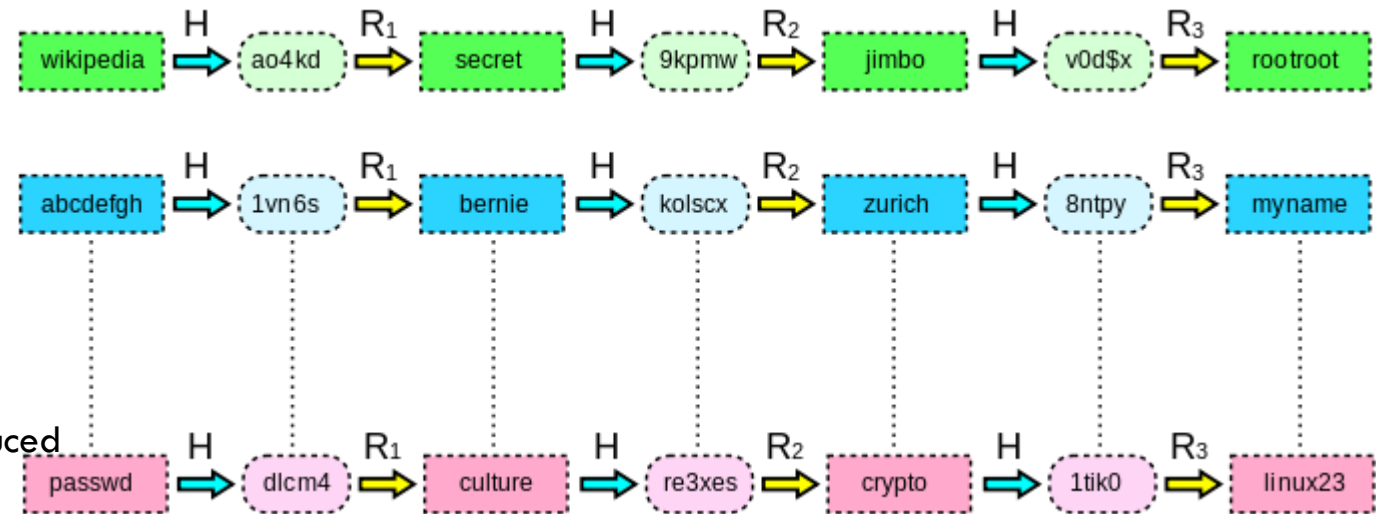 H R₁ H R₂ H R₃
wikipedia ao4kd secret 9kpmw jimbo v0d$x rootroot
H R₁ H R₂ H R₃
abcdefgh 1vn6s bernie kolscx zurich 8ntpy myname
uced
H R₁ H R₂ H R₃
passwd dlcm4 culture re3xes crypto 1tik0 linux23